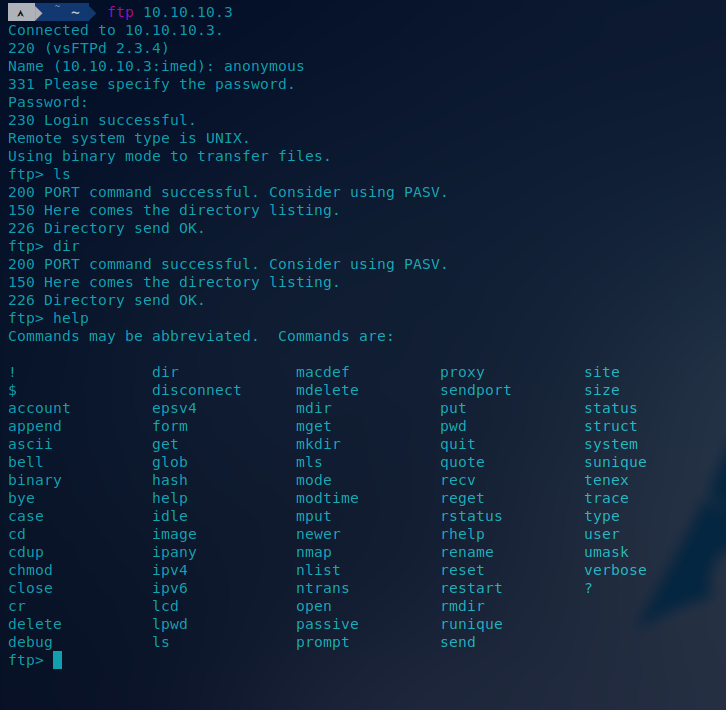 ~ ~ ftp 10.10.10.3
Connected to 10.10.10.3.
220 (vsFTPd 2.3.4)
Name (10.10.10.3:imed): anonymous
331 Please specify the password.
Password:
230 Login successful.
Remote system type is UNIX.
Using binary mode to transfer files.
ftp> ls
200 PORT command successful. Consider using PASV.
150 Here comes the directory listing.
226 Directory send OK.
ftp> dir
200 PORT command successful. Consider using PASV.
150 Here comes the directory listing.
226 Directory send OK.
ftp> help
Commands may be abbreviated.  Commands are:

!               dir             macdef          proxy           site
$               disconnect      mdelete         sendport        size
account         epsv4           mdir            put             status
append          form            mget            pwd             struct
ascii           get             mkdir           quit            system
bell            glob            mls             quote           sunique
binary          hash            mode            recv            tenex
bye             help            modtime         reget           trace
case            idle            mput            rstatus         type
cd              image           newer           rhelp           user
cdup            ipany           nmap            rename          umask
chmod           ipv4            nlist           reset           verbose
close           ipv6            ntrans          restart         ?
cr              lcd             open            rmdir
delete          lpwd            passive         runique
debug           ls              prompt          send
ftp>